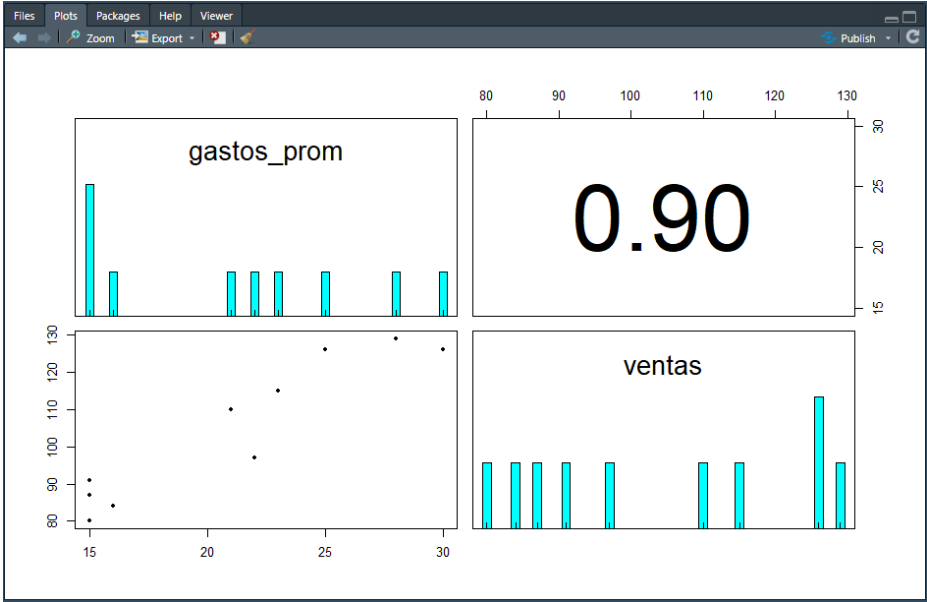 Files Plots Packages Help Viewer
Zoom Export Publish
80 90 100 110 120 130
gastos_prom
0.90
30
25
20
15
130
120
110
100
90
80
ventas
15 20 25 30